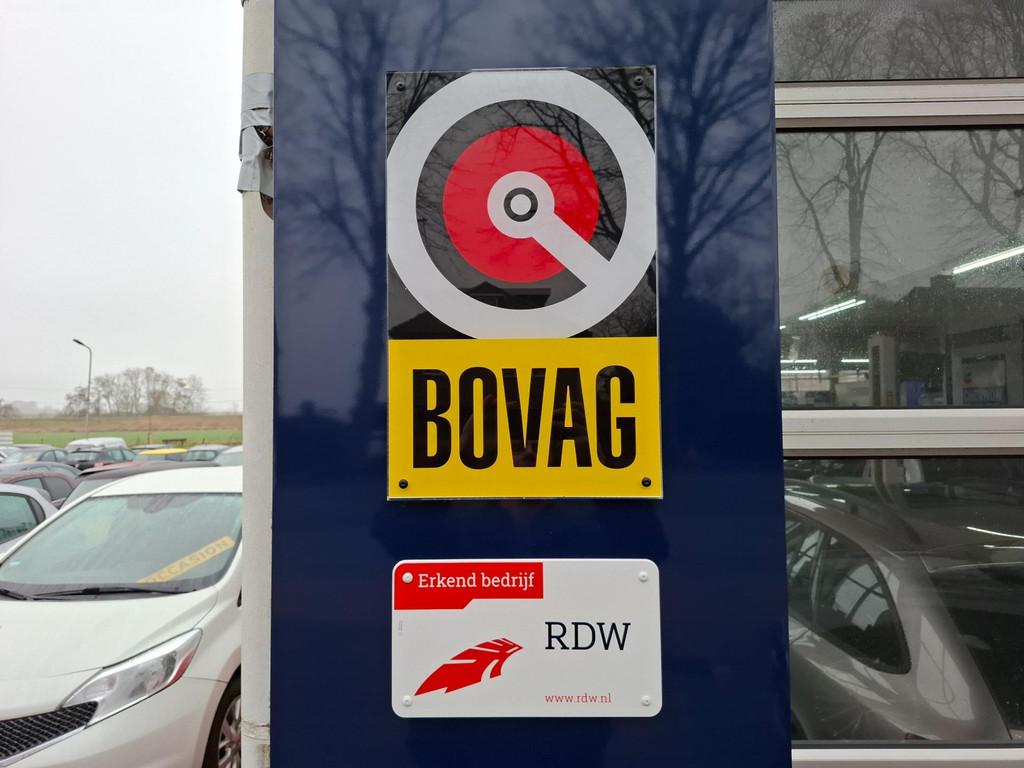 BOVAG
Erkend bedrijf
RDW
www.rdw.nl
OCCASION